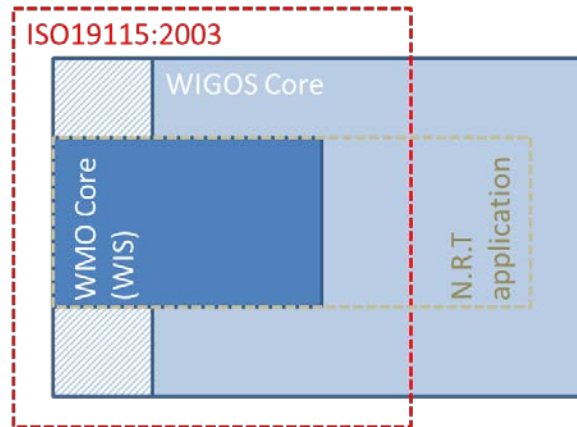 ISO19115:2003
WIGOS Core
WMO Core
(WIS)
N.R.T
application